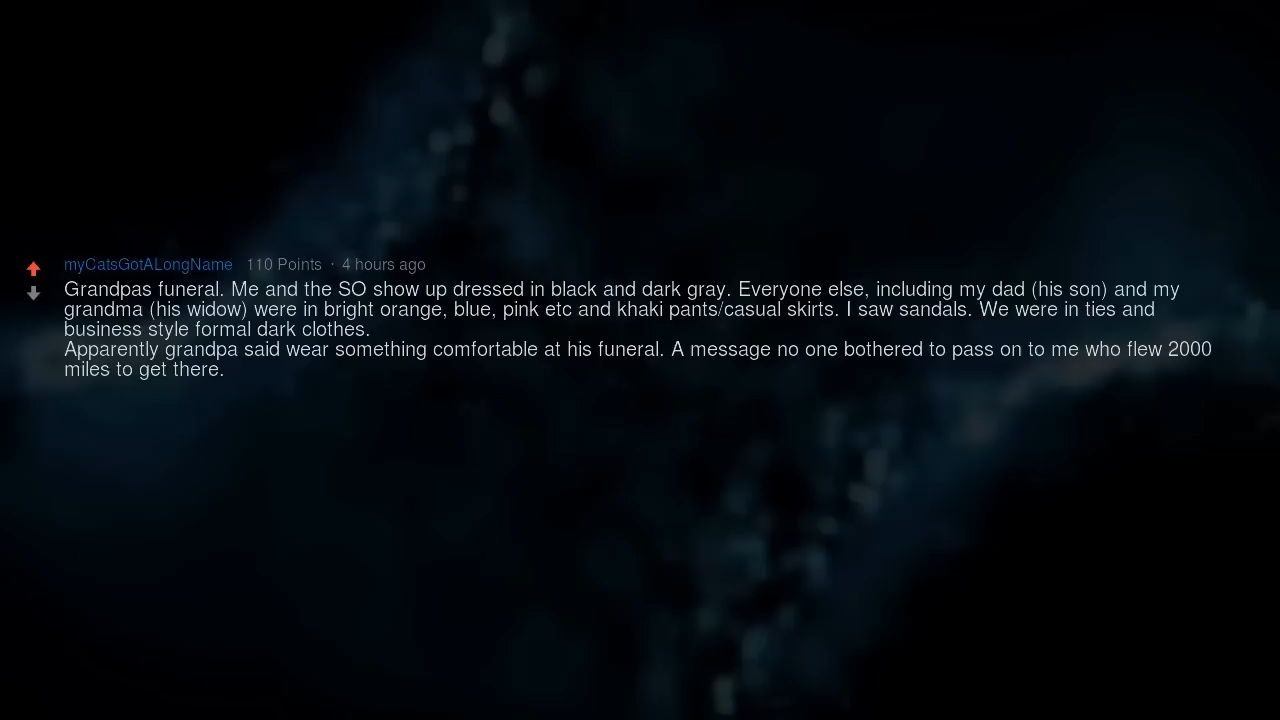 myCatsGotALongName 110 Points · 4 hours ago
Grandpas funeral. Me and the SO show up dressed in black and dark gray. Everyone else, including my dad (his son) and my
grandma (his widow) were in bright orange, blue, pink etc and khaki pants/casual skirts. I saw sandals. We were in ties and
business style formal dark clothes.
Apparently grandpa said wear something comfortable at his funeral. A message no one bothered to pass on to me who flew 2000
miles to get there.